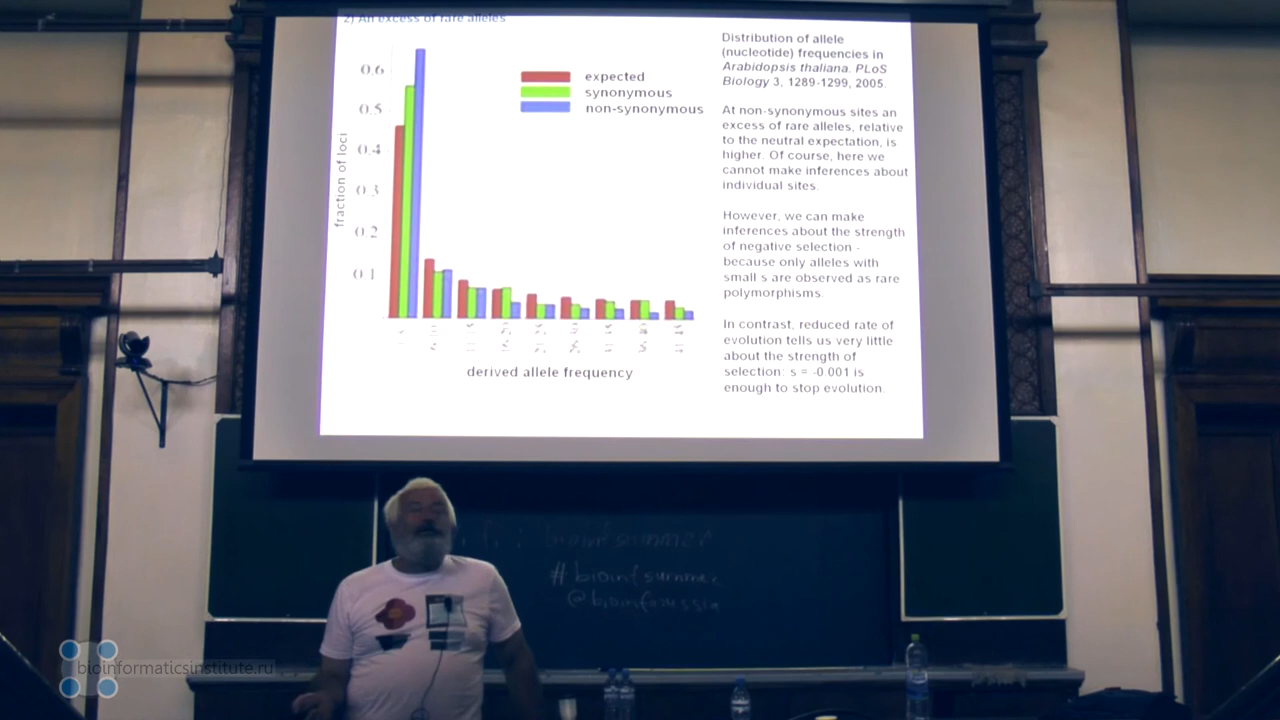 2) An excess of rare alleles
0.6
0.5
0.4
0.3
0.2
0.1
fraction of loci
expected
synonymous
non-synonymous
derived allele frequency
Distribution of allele
(nucleotide) frequencies in
Arabidopsis thaliana. PLoS
Biology 3, 1289-1299, 2005.
At non-synonymous sites an
excess of rare alleles, relative
to the neutral expectation, is
higher. Of course, here we
cannot make inferences about
individual sites.
However, we can make
inferences about the strength
of negative selection -
because only alleles with
small s are observed as rare
polymorphisms.
In contrast, reduced rate of
evolution tells us very little
about the strength of
selection: s = -0.001 is
enough to stop evolution.
bioinfsummer
#bioinfsummer
@bioinforussia
bioinformaticsinstitute.ru